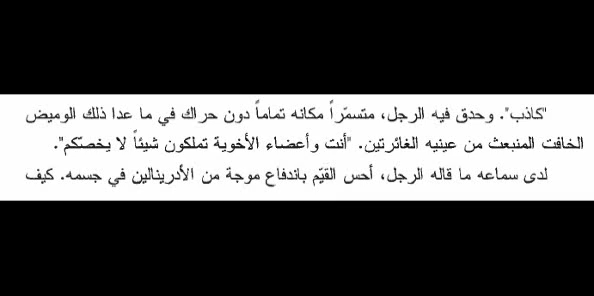 "كاذب". وحدق فيه الرجل، متسمّراً مكانه تماماً دون حراك في ما عدا ذلك الوميض
الخافت المنبعث من عينيه الغائرتين. "أنت وأعضاء الأخوية تملكون شيئاً لا يخصّكم".
لدى سماعه ما قاله الرجل، أحس القيّم باندفاع موجة من الأدرينالين في جسمه. كيف